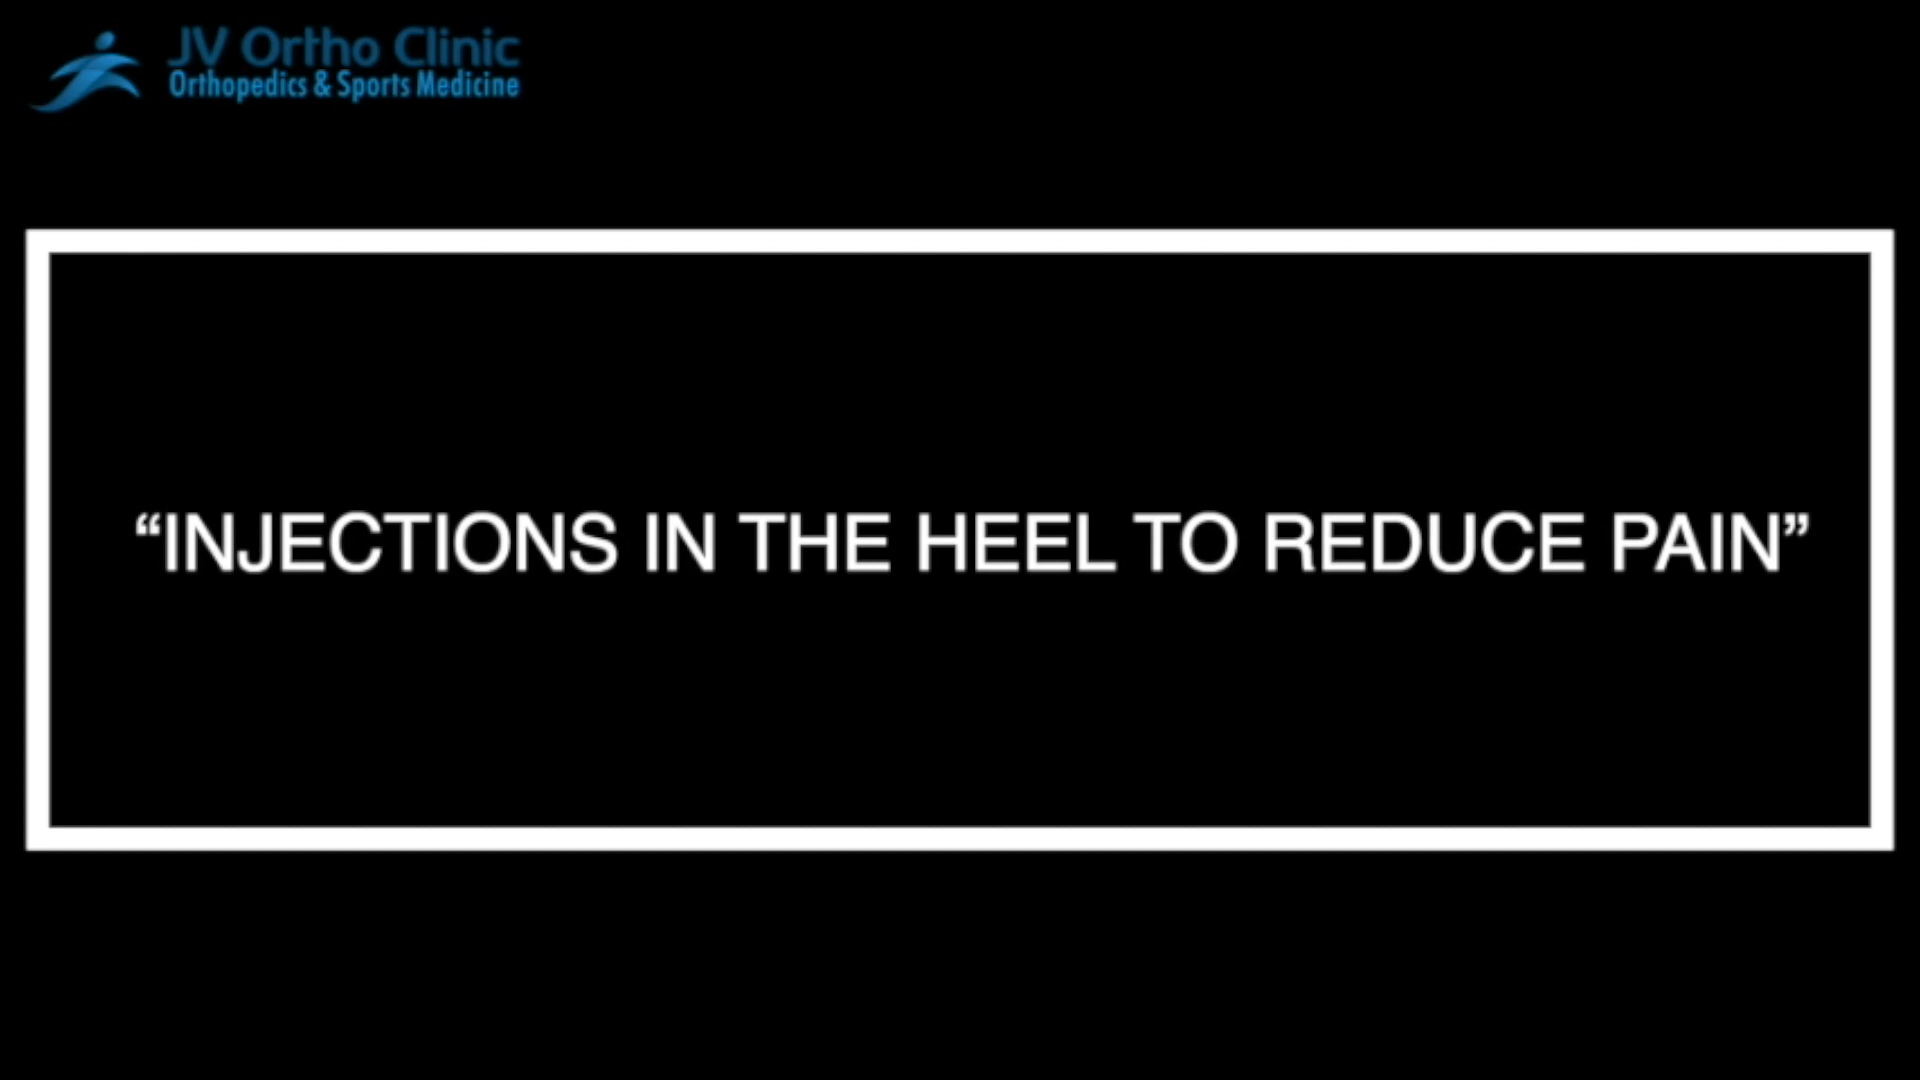 JV Ortho Clinic
Orthopedics & Sports Medicine
“INJECTIONS IN THE HEEL TO REDUCE PAIN”